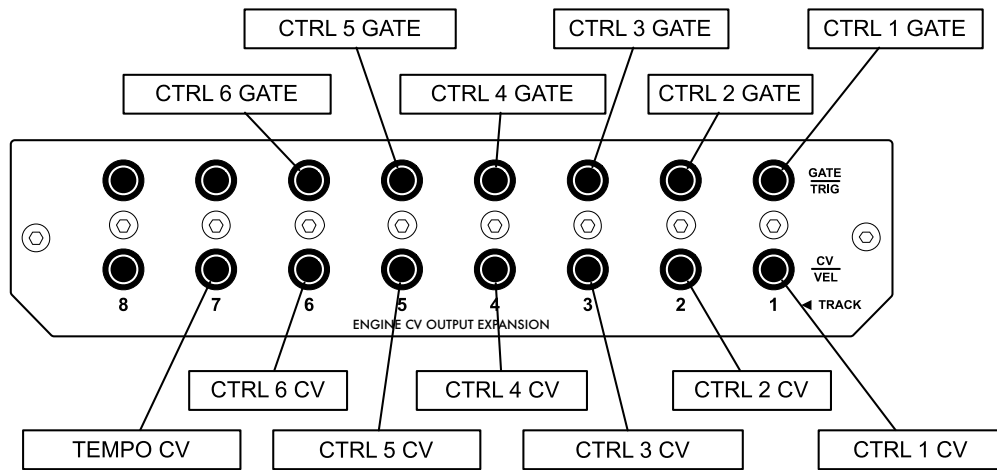 CTRL 5 GATE
CTRL 3 GATE
CTRL 1 GATE
CTRL 6 GATE
CTRL 4 GATE
CTRL 2 GATE
GATE
TRIG
CV
VEL
8 7 6 5 4 3 2 1 ◄ TRACK
ENGINE CV OUTPUT EXPANSION
CTRL 6 CV
CTRL 4 CV
CTRL 2 CV
TEMPO CV
CTRL 5 CV
CTRL 3 CV
CTRL 1 CV